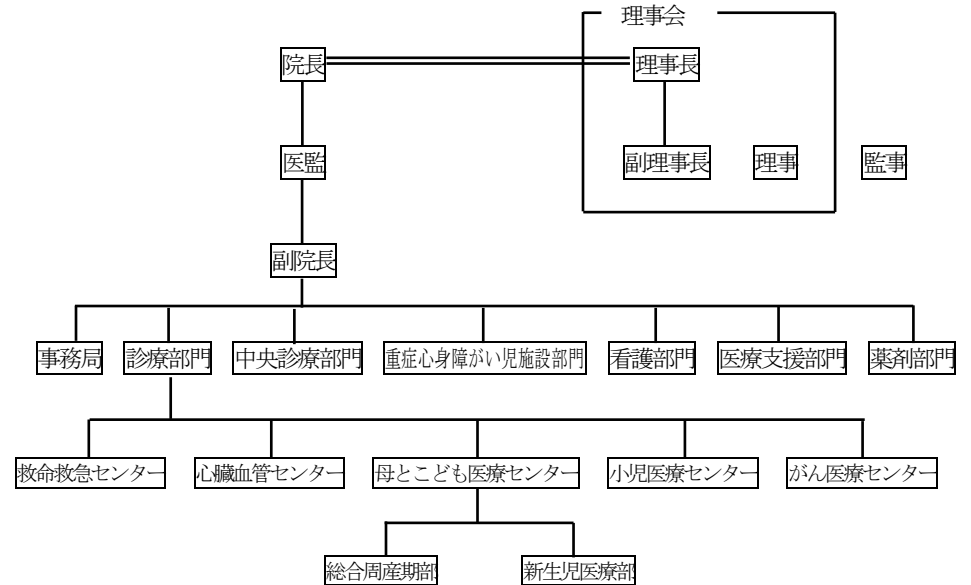 理事会
院長
理事長
医監
副理事長
理事
監事
副院長
事務局
診療部門
中央診療部門
重症心身障がい児施設部門
看護部門
医療支援部門
薬剤部門
救命救急センター
心臓血管センター
母とこども医療センター
小児医療センター
がん医療センター
総合周産期部
新生児医療部